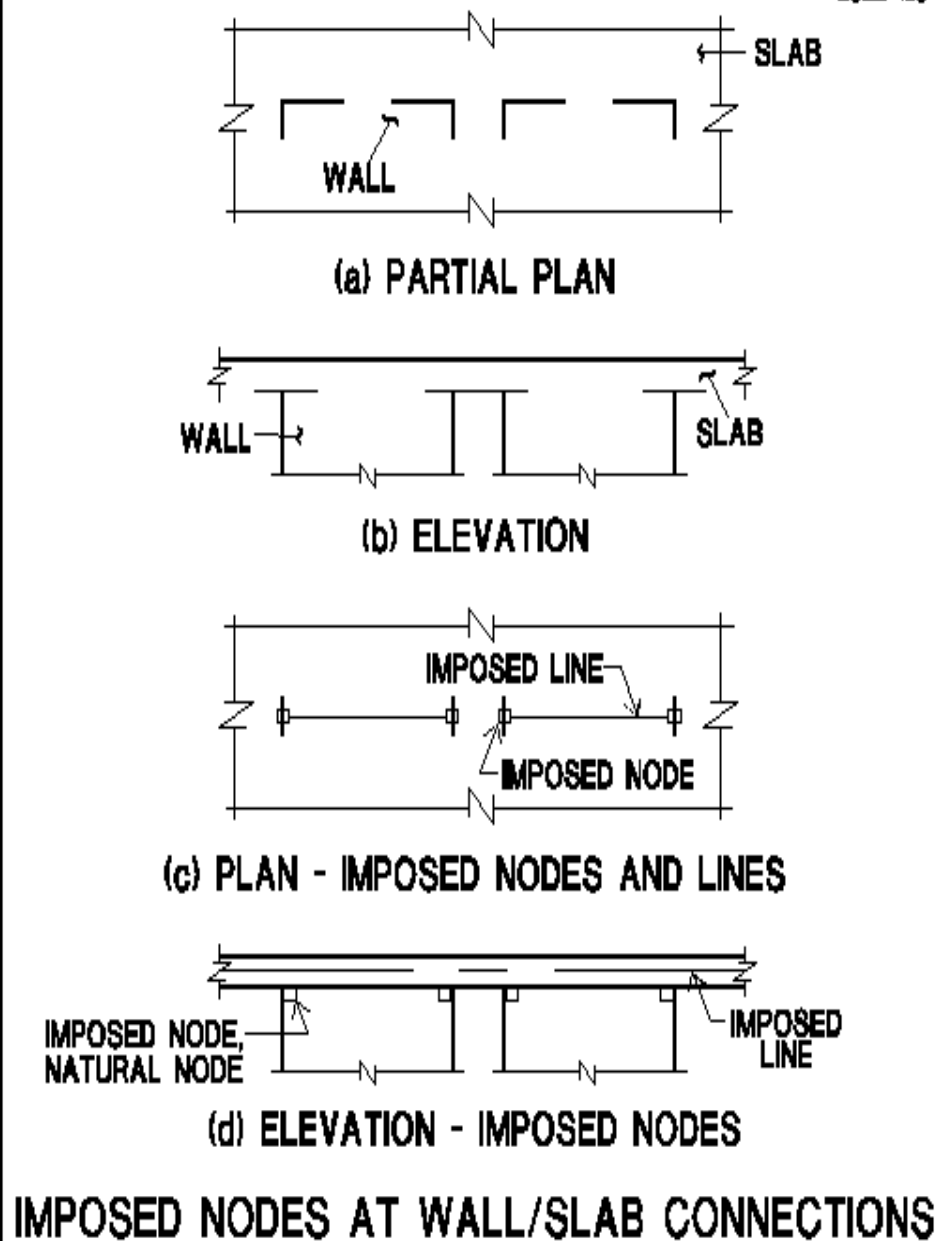 SLAB
WALL
(a) PARTIAL PLAN
WALL
SLAB
(b) ELEVATION
IMPOSED LINE
IMPOSED NODE
(c) PLAN - IMPOSED NODES AND LINES
IMPOSED NODE,
NATURAL NODE
IMPOSED
LINE
(d) ELEVATION - IMPOSED NODES
IMPOSED NODES AT WALL/SLAB CONNECTIONS